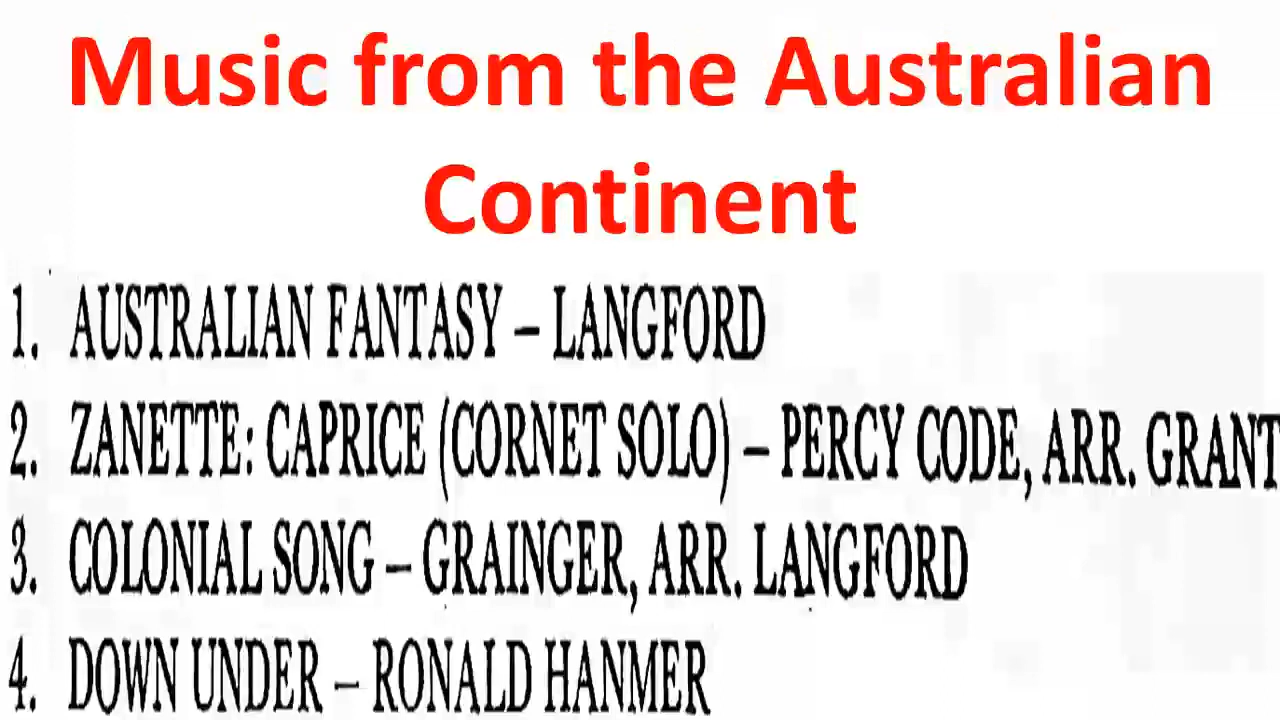 Music from the Australian
Continent
1. AUSTRALIAN FANTASY – LANGFORD
2. ZANETTE: CAPRICE (CORNET SOLO) – PERCY CODE, ARR. GRANT
3. COLONIAL SONG – GRAINGER, ARR. LANGFORD
4. DOWN UNDER – RONALD HANMER